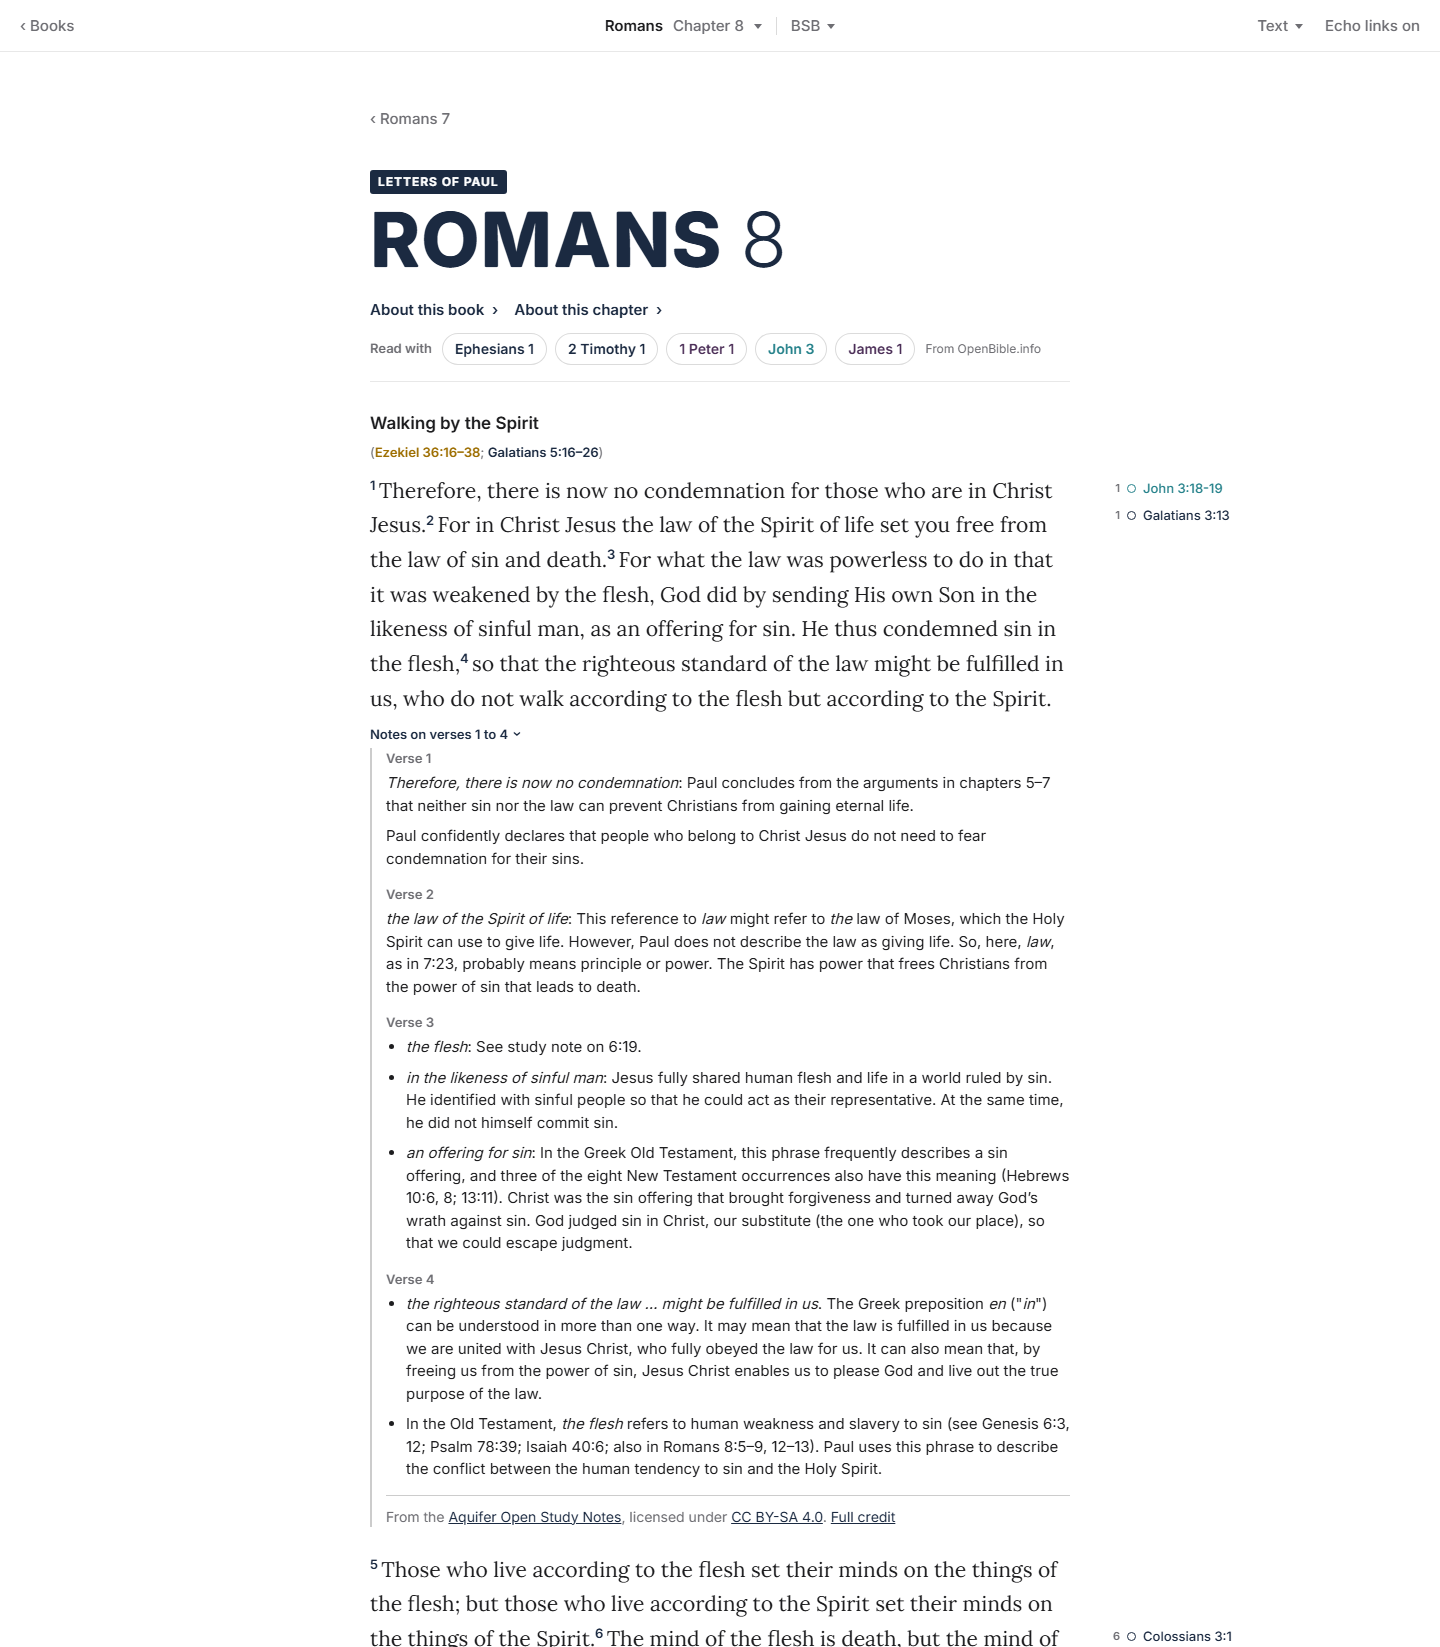 ‹ Books
Romans Chapter 8 BSB
Text Echo links on
‹ Romans 7
LETTERS OF PAUL
ROMANS 8
About this book › About this chapter ›
Read with Ephesians 1 2 Timothy 1 1 Peter 1 John 3 James 1 From OpenBible.info
Walking by the Spirit
(Ezekiel 36:16–38; Galatians 5:16–26)
1 Therefore, there is now no condemnation for those who are in Christ
Jesus. 2 For in Christ Jesus the law of the Spirit of life set you free from
the law of sin and death. 3 For what the law was powerless to do in that
it was weakened by the flesh, God did by sending His own Son in the
likeness of sinful man, as an offering for sin. He thus condemned sin in
the flesh, 4 so that the righteous standard of the law might be fulfilled in
us, who do not walk according to the flesh but according to the Spirit.
1 John 3:18-19
1 Galatians 3:13
Notes on verses 1 to 4
Verse 1
Therefore, there is now no condemnation: Paul concludes from the arguments in chapters 5–7
that neither sin nor the law can prevent Christians from gaining eternal life.
Paul confidently declares that people who belong to Christ Jesus do not need to fear
condemnation for their sins.
Verse 2
the law of the Spirit of life: This reference to law might refer to the law of Moses, which the Holy
Spirit can use to give life. However, Paul does not describe the law as giving life. So, here, law,
as in 7:23, probably means principle or power. The Spirit has power that frees Christians from
the power of sin that leads to death.
Verse 3
• the flesh: See study note on 6:19.
• in the likeness of sinful man: Jesus fully shared human flesh and life in a world ruled by sin.
He identified with sinful people so that he could act as their representative. At the same time,
he did not himself commit sin.
• an offering for sin: In the Greek Old Testament, this phrase frequently describes a sin
offering, and three of the eight New Testament occurrences also have this meaning (Hebrews
10:6, 8; 13:11). Christ was the sin offering that brought forgiveness and turned away God’s
wrath against sin. God judged sin in Christ, our substitute (the one who took our place), so
that we could escape judgment.
Verse 4
• the righteous standard of the law … might be fulfilled in us. The Greek preposition en ("in")
can be understood in more than one way. It may mean that the law is fulfilled in us because
we are united with Jesus Christ, who fully obeyed the law for us. It can also mean that, by
freeing us from the power of sin, Jesus Christ enables us to please God and live out the true
purpose of the law.
• In the Old Testament, the flesh refers to human weakness and slavery to sin (see Genesis 6:3,
12; Psalm 78:39; Isaiah 40:6; also in Romans 8:5–9, 12–13). Paul uses this phrase to describe
the conflict between the human tendency to sin and the Holy Spirit.
From the Aquifer Open Study Notes, licensed under CC BY-SA 4.0. Full credit
5 Those who live according to the flesh set their minds on the things of
the flesh; but those who live according to the Spirit set their minds on
the things of the Spirit. 6 The mind of the flesh is death, but the mind of
6 Colossians 3:1